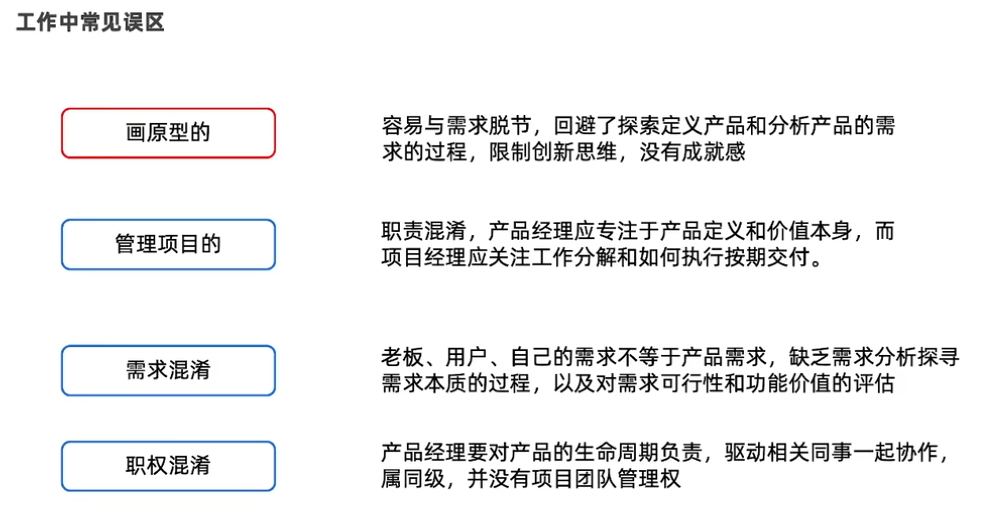 工作中常见误区
画原型的
容易与需求脱节，回避了探索定义产品和分析产品的需
求的过程，限制创新思维，没有成就感
管理项目的
职责混淆，产品经理应专注于产品定义和价值本身，而
项目经理应关注工作分解和如何执行按期交付。
需求混淆
老板、用户、自己的需求不等于产品需求，缺乏需求分析探寻
需求本质的过程，以及对需求可行性和功能价值的评估
职权混淆
产品经理要对产品的生命周期负责，驱动相关同事一起协作，
属同级，并没有项目团队管理权